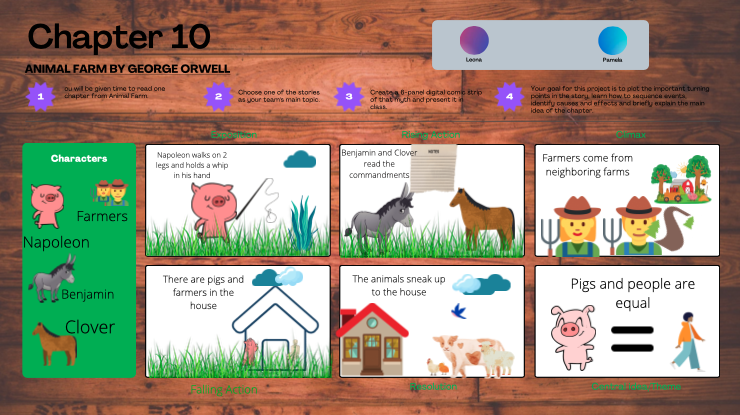 Chapter 10
ANIMAL FARM BY GEORGE ORWELL
Leona
Pamela
1
ou will be given time to read one
chapter from Animal Farm.
2
Choose one of the stories
as your team's main topic.
3
Create a 6-panel digital comic strip
of that myth and present it in
class.
4
Your goal for this project is to plot the important turning
points in the story, learn how to sequence events,
identify causes and effects and briefly explain the main
idea of the chapter.
Characters
Farmers
Napoleon
Benjamin
Clover
Napoleon walks on 2
legs and holds a whip
in his hand
Benjamin and Clover
read the
commandments
NOTES
Farmers come from
neighboring farms
There are pigs and
farmers in the
house
The animals sneak up
to the house
Pigs and people are
equal
Falling Action